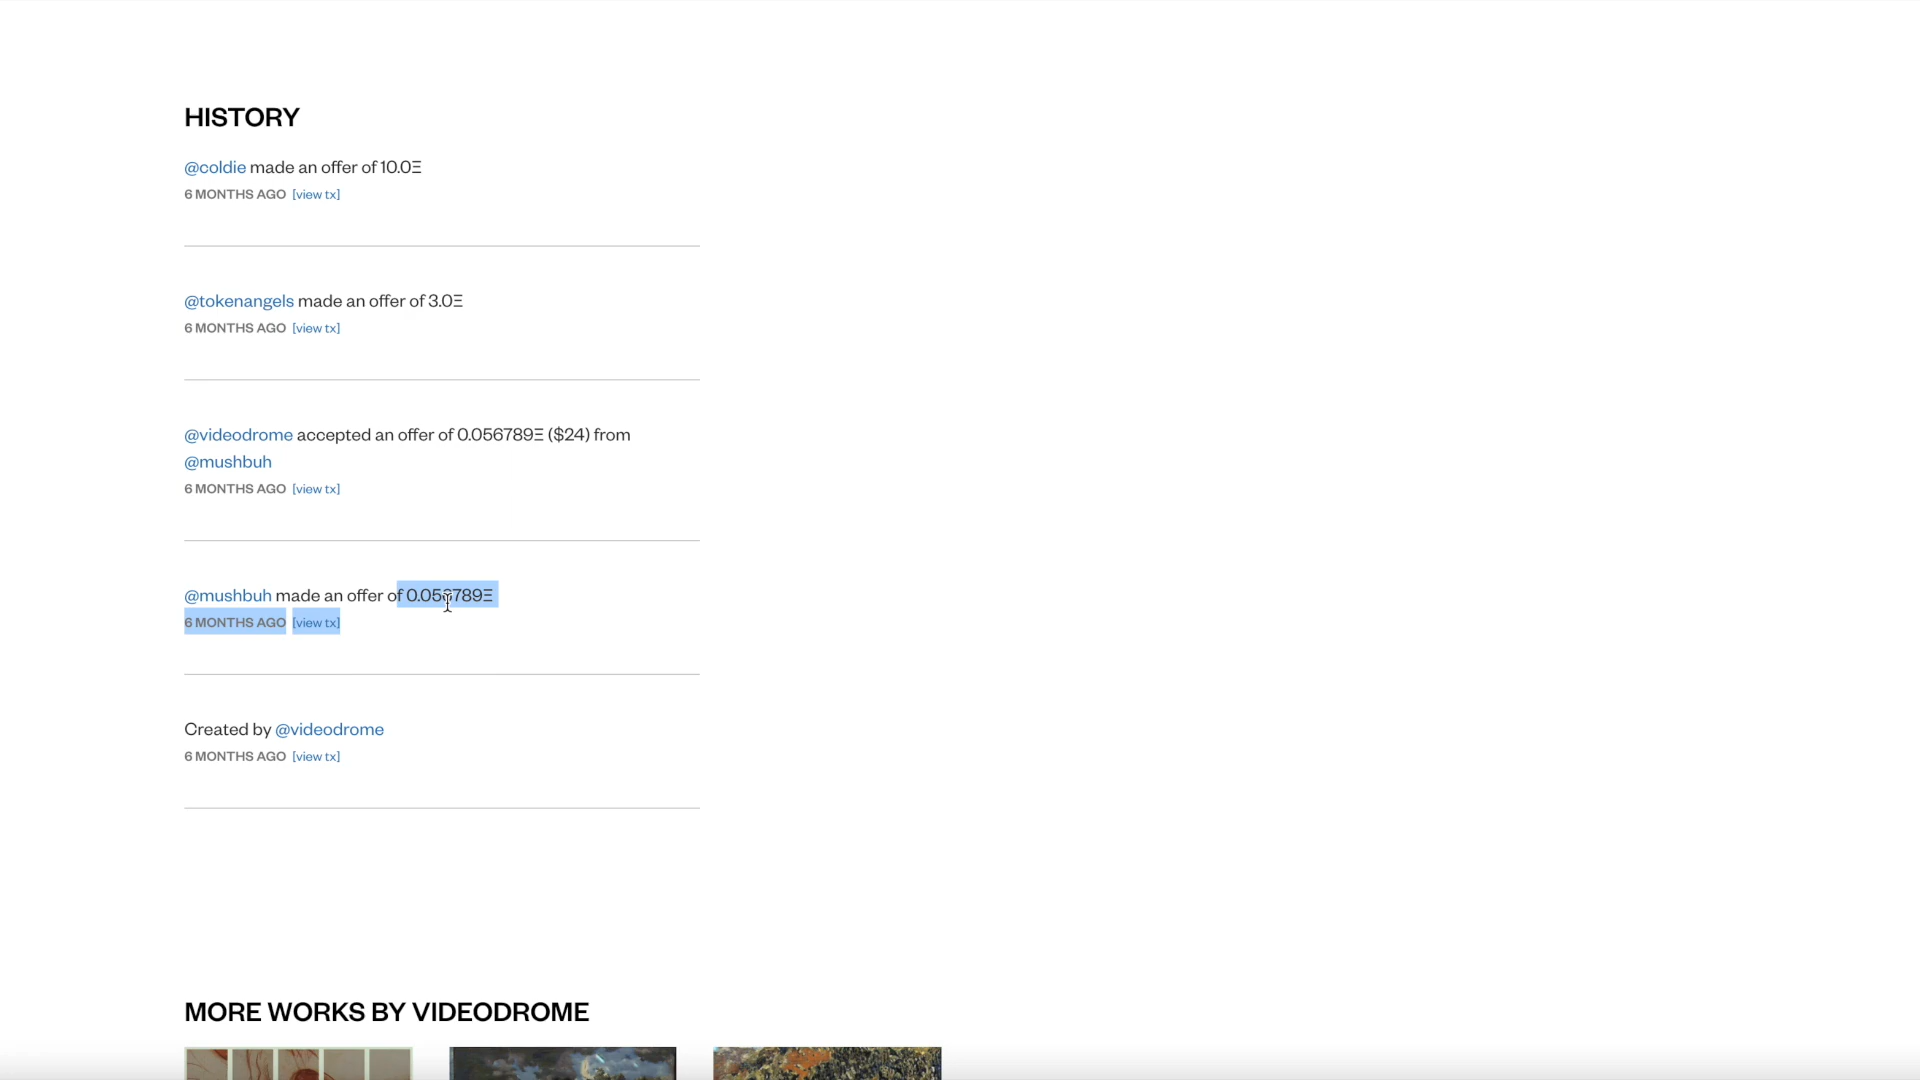 HISTORY
@coldie made an offer of 10.0Ξ
6 MONTHS AGO [view tx]
@tokenangels made an offer of 3.0Ξ
6 MONTHS AGO [view tx]
@videodrome accepted an offer of 0.056789Ξ ($24) from
@mushbuh
6 MONTHS AGO [view tx]
@mushbuh made an offer of 0.056789Ξ
6 MONTHS AGO [view tx]
Created by @videodrome
6 MONTHS AGO [view tx]
MORE WORKS BY VIDEODROME